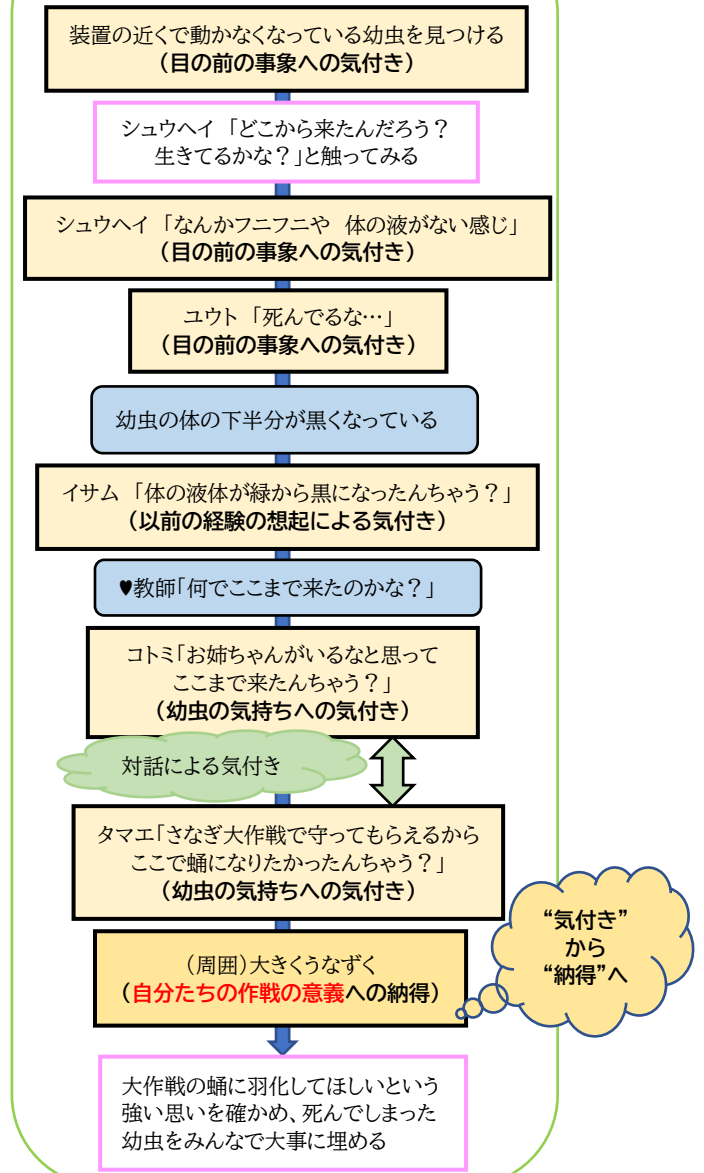 装置の近くで動かなくなっている幼虫を見つける
（目の前の事象への気付き）
シュウヘイ 「どこから来たんだろう？
生きてるかな？」と触ってみる
シュウヘイ 「なんかフニフニや 体の液がない感じ」
（目の前の事象への気付き）
ユウト 「死んでるな…」
（目の前の事象への気付き）
幼虫の体の下半分が黒くなっている
イサム 「体の液体が緑から黒になったんちゃう？」
（以前の経験の想起による気付き）
♥教師「何でここまで来たのかな？」
コトミ「お姉ちゃんがいるなと思って
ここまで来たんちゃう？」
（幼虫の気持ちへの気付き）
対話による気付き
タマエ「さなぎ大作戦で守ってもらえるから
ここで蛹になりたかったんちゃう？」
（幼虫の気持ちへの気付き）
（周囲）大きくうなずく
（自分たちの作戦の意義への納得）
“気付き”
から
“納得”へ
大作戦の蛹に羽化してほしいという
強い思いを確かめ、死んでしまった
幼虫をみんなで大事に埋める